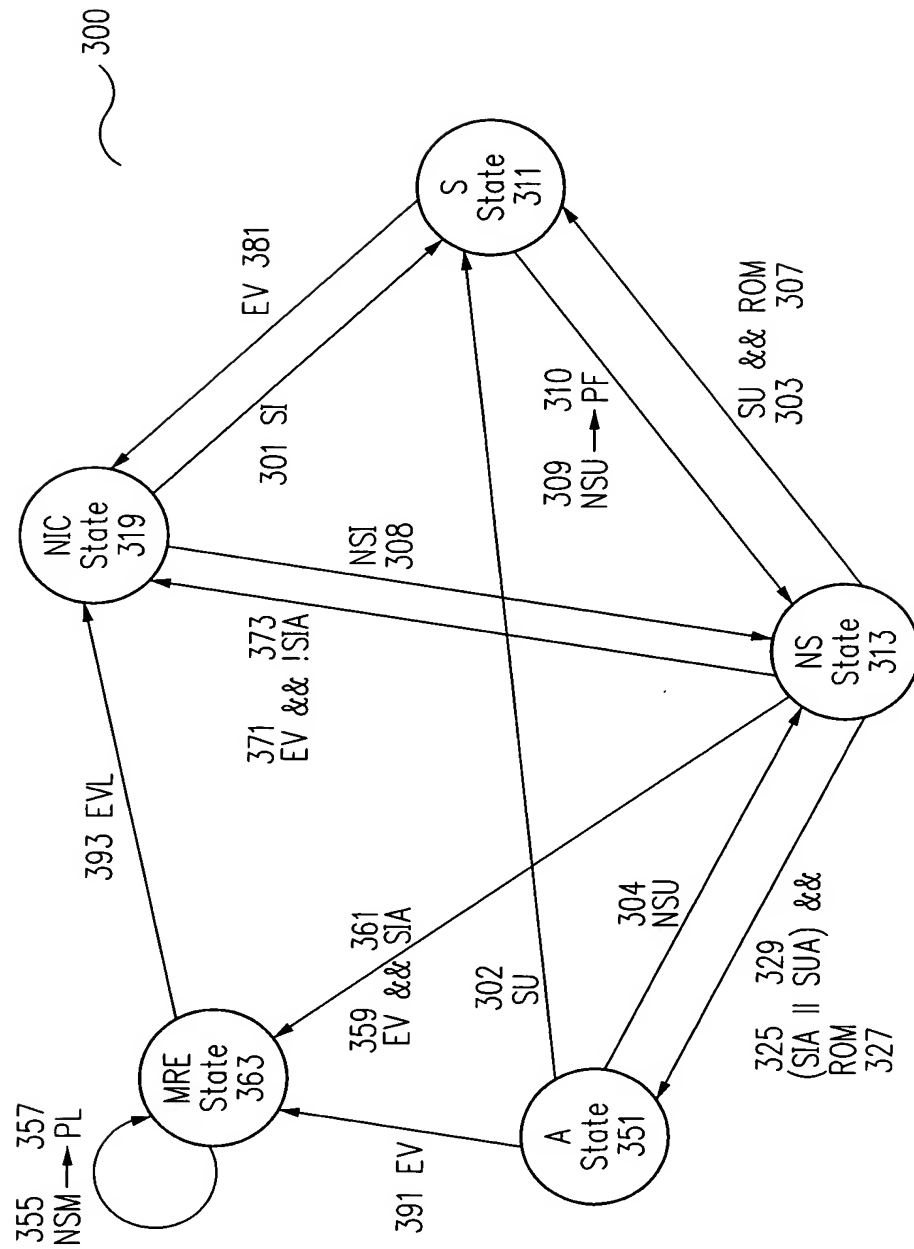 300
355 357
NSM → PL
MRE
State
363
393 EVL
NIC
State
319
EV 381
301 SI
S
State
311
391 EV
359 361
EV && SIA
371 373
EV && !SIA
NSI
308
302
SU
309 310
NSU → PF
SU && ROM
303 307
A
State
351
304
NSU
325 329
(SIA || SUA) &&
ROM
327
NS
State
313